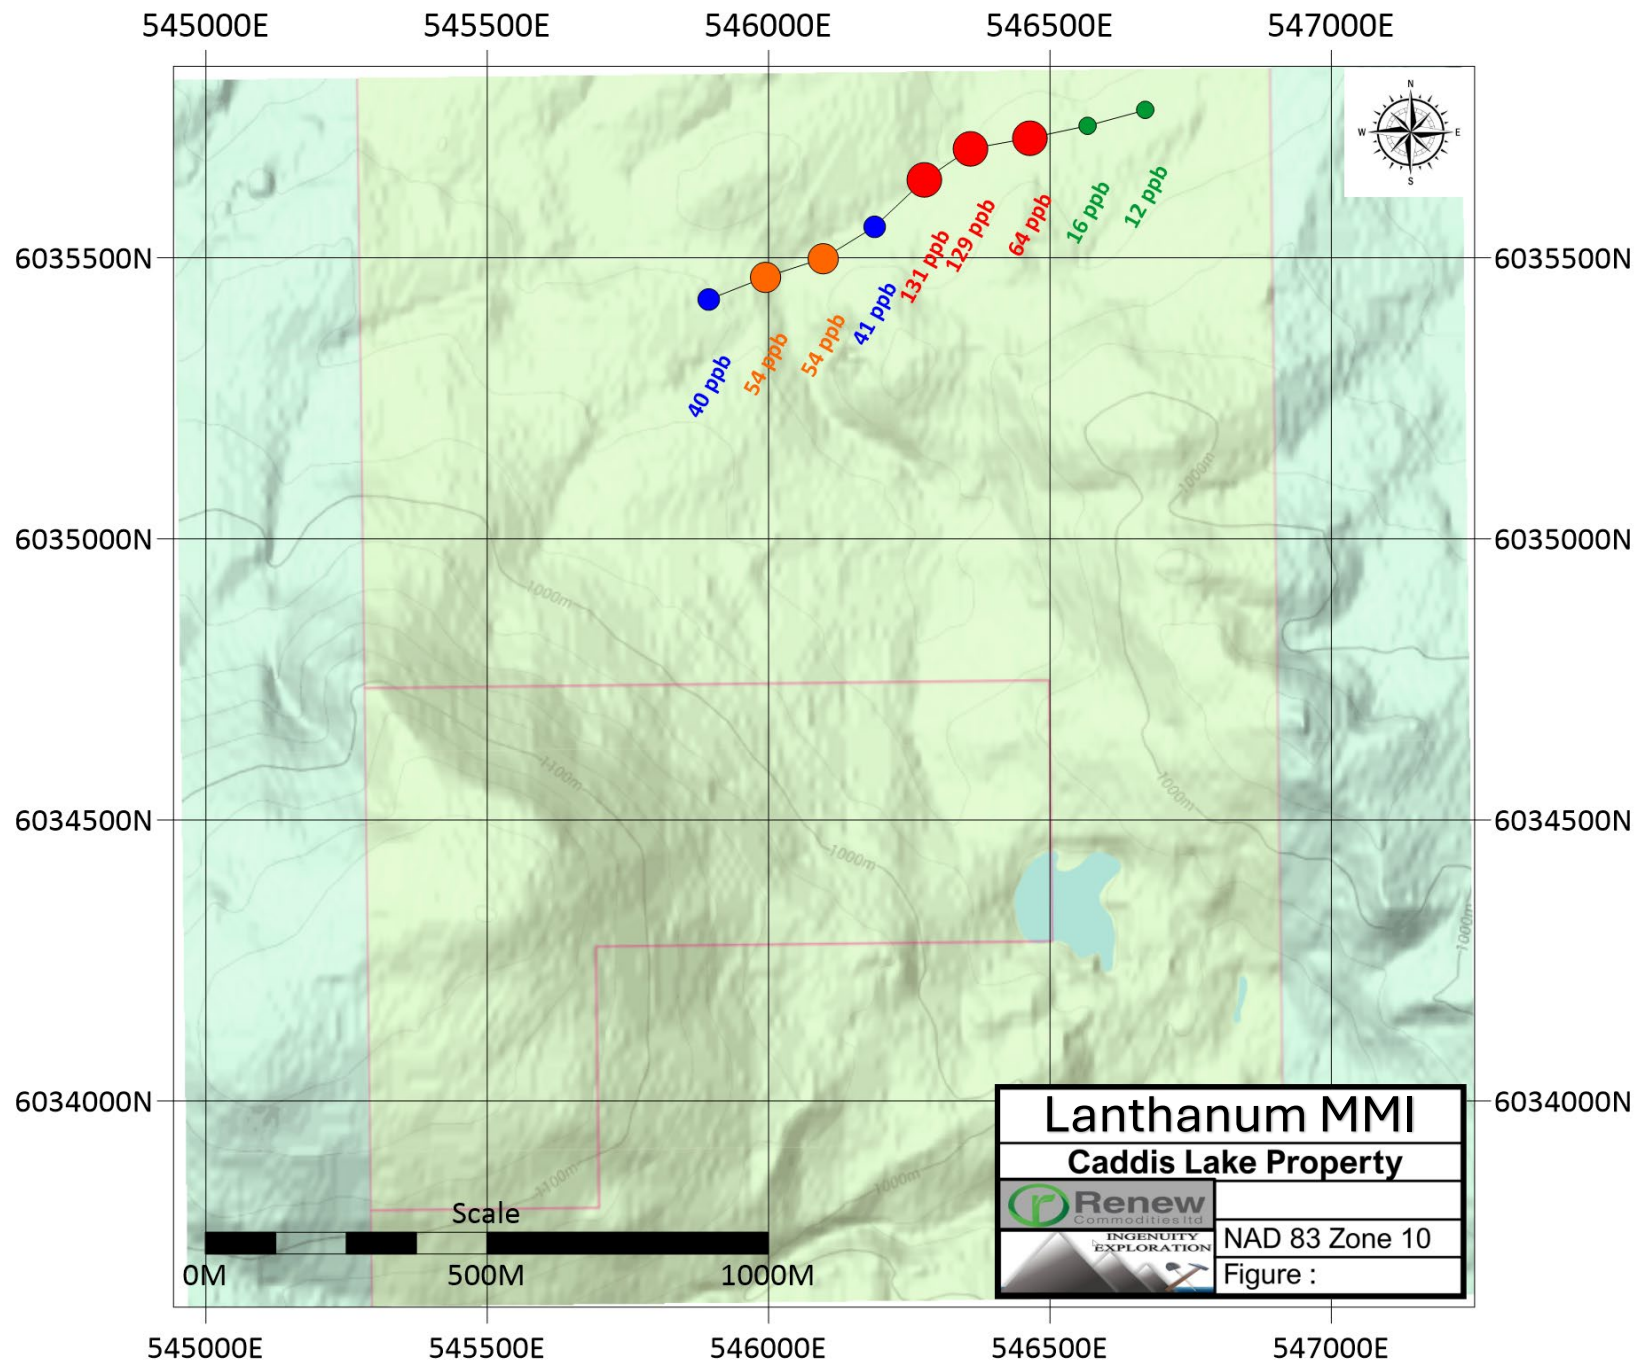 545000E 545500E 546000E 546500E 547000E
N
W E
S
12 ppb
16 ppb
64 ppb
129 ppb
131 ppb
41 ppb
54 ppb
54 ppb
40 ppb
6035500N 6035500N
1000m
6035000N 6035000N
1000m
1100m
1000m
6034500N 6034500N
1000m
1000m
6034000N 6034000N
1100m
1000m
Scale
0M 500M 1000M
Lanthanum MMI
Caddis Lake Property
r Renew
Commodities ltd
INGENUITY
EXPLORATION
NAD 83 Zone 10
Figure :
545000E 545500E 546000E 546500E 547000E